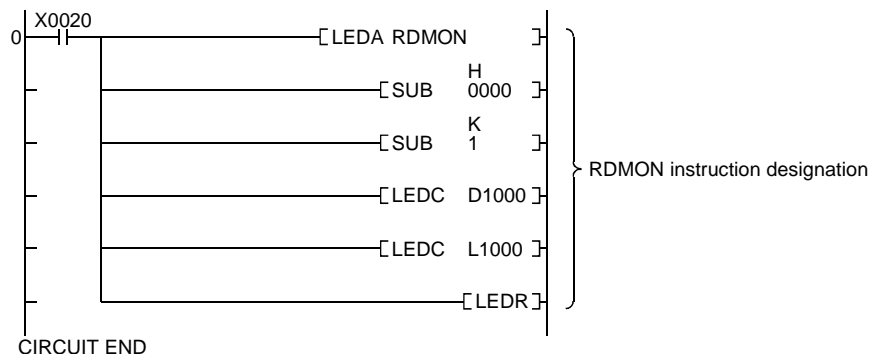 X0020
0 LEDA RDMON
H
SUB 0000
K
SUB 1
RDMON instruction designation
LEDC D1000
LEDC L1000
LEDR
CIRCUIT END